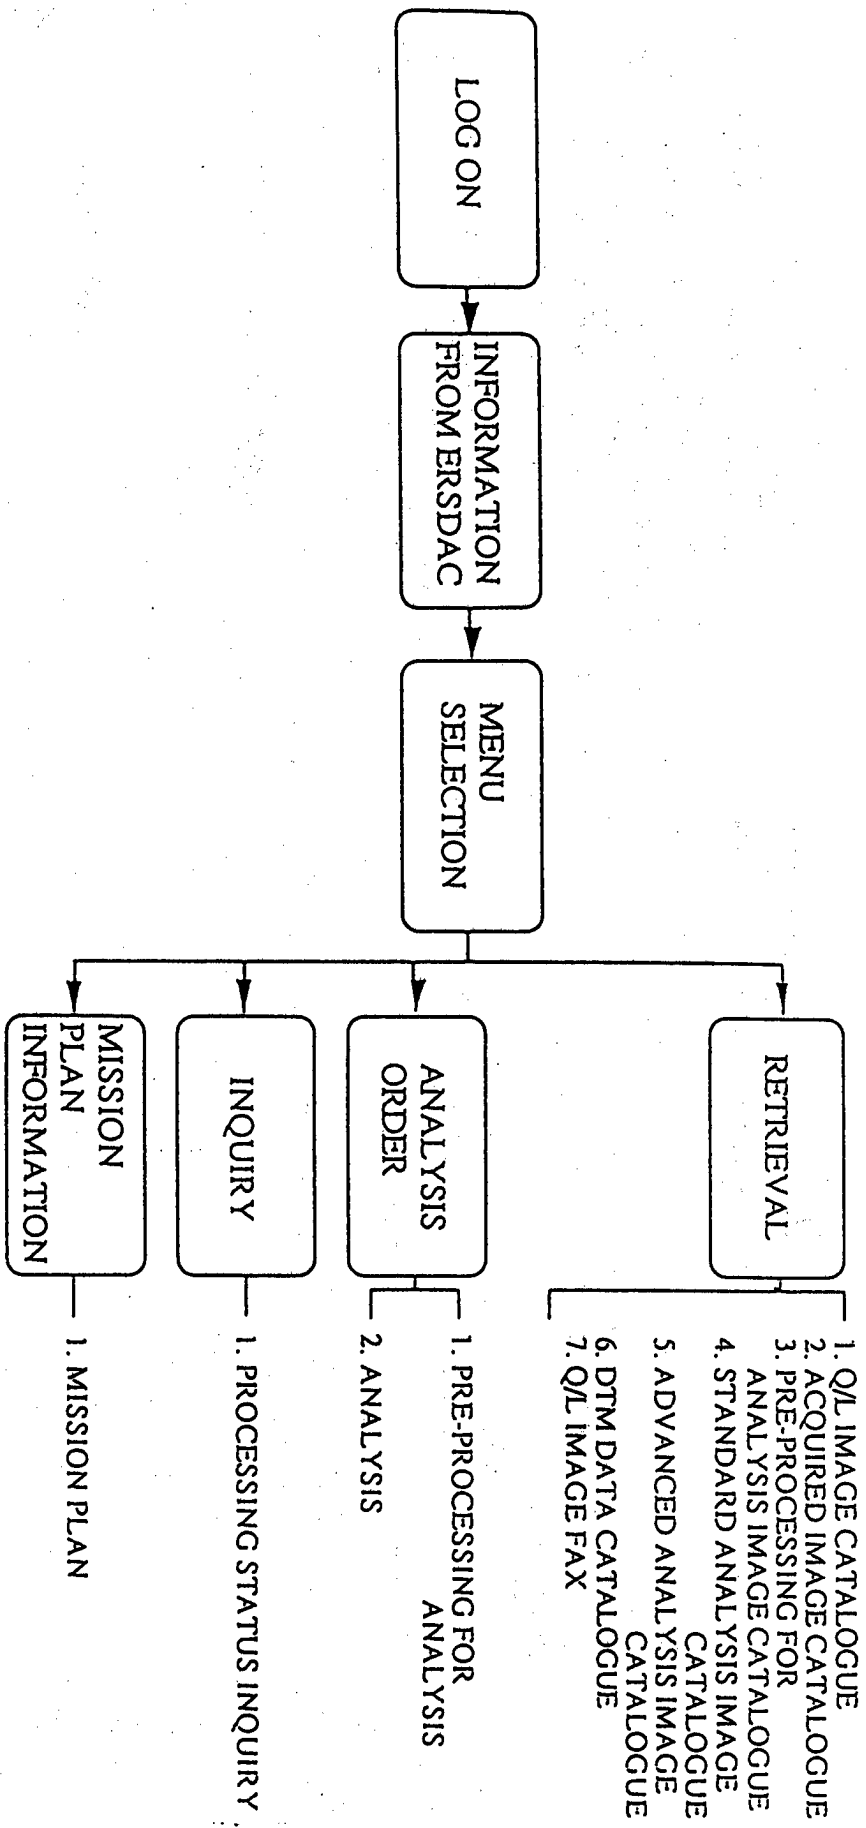 LOG ON
INFORMATION
FROM ERSDAC
MENU
SELECTION
RETRIEVAL
1. Q/L IMAGE CATALOGUE
2. ACQUIRED IMAGE CATALOGUE
3. PRE-PROCESSING FOR
ANALYSIS IMAGE CATALOGUE
4. STANDARD ANALYSIS IMAGE
CATALOGUE
5. ADVANCED ANALYSIS IMAGE
CATALOGUE
6. DTM DATA CATALOGUE
7. Q/L IMAGE FAX
ANALYSIS
ORDER
1. PRE-PROCESSING FOR
ANALYSIS
2. ANALYSIS
INQUIRY
1. PROCESSING STATUS INQUIRY
MISSION
PLAN
INFORMATION
1. MISSION PLAN